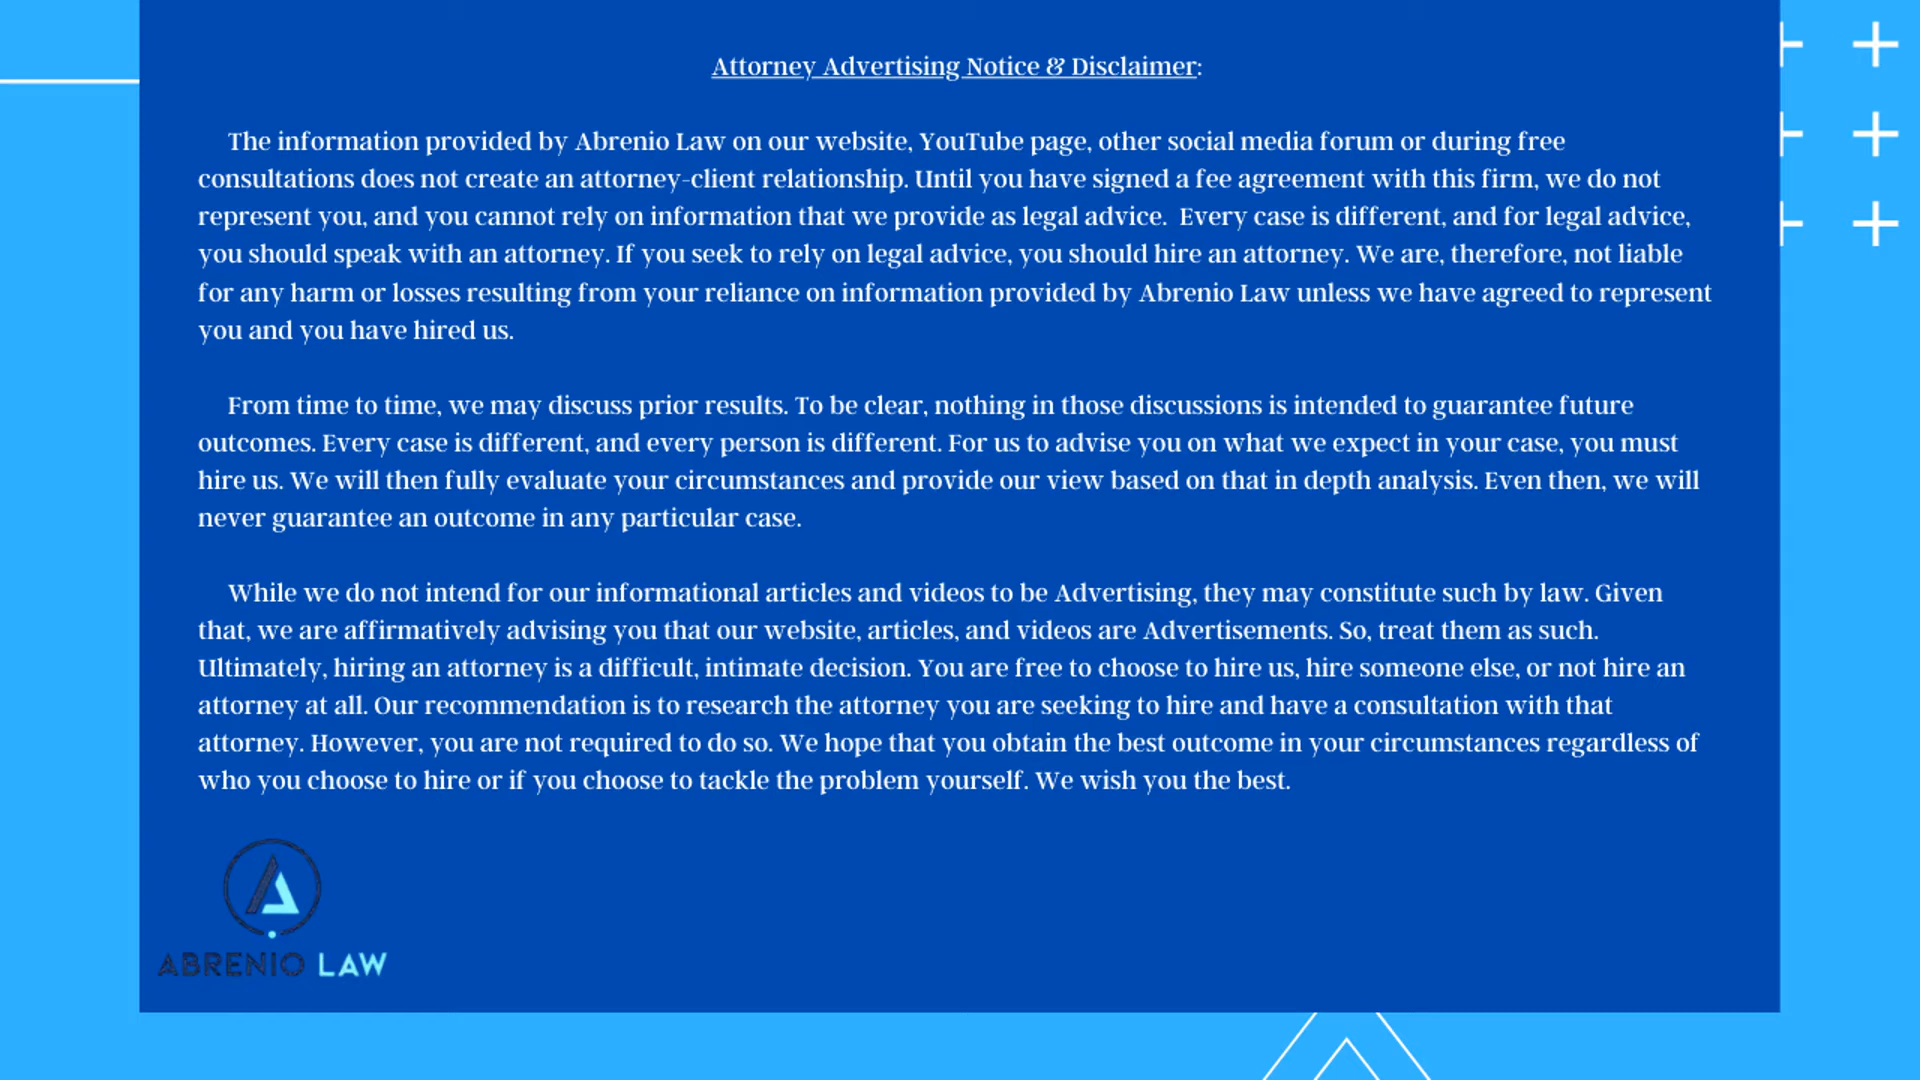 Attorney Advertising Notice & Disclaimer:
The information provided by Abrenio Law on our website, YouTube page, other social media forum or during free
consultations does not create an attorney-client relationship. Until you have signed a fee agreement with this firm, we do not
represent you, and you cannot rely on information that we provide as legal advice.  Every case is different, and for legal advice,
you should speak with an attorney. If you seek to rely on legal advice, you should hire an attorney. We are, therefore, not liable
for any harm or losses resulting from your reliance on information provided by Abrenio Law unless we have agreed to represent
you and you have hired us.
From time to time, we may discuss prior results. To be clear, nothing in those discussions is intended to guarantee future
outcomes. Every case is different, and every person is different. For us to advise you on what we expect in your case, you must
hire us. We will then fully evaluate your circumstances and provide our view based on that in depth analysis. Even then, we will
never guarantee an outcome in any particular case.
While we do not intend for our informational articles and videos to be Advertising, they may constitute such by law. Given
that, we are affirmatively advising you that our website, articles, and videos are Advertisements. So, treat them as such.
Ultimately, hiring an attorney is a difficult, intimate decision. You are free to choose to hire us, hire someone else, or not hire an
attorney at all. Our recommendation is to research the attorney you are seeking to hire and have a consultation with that
attorney. However, you are not required to do so. We hope that you obtain the best outcome in your circumstances regardless of
who you choose to hire or if you choose to tackle the problem yourself. We wish you the best.
ABRENIO LAW